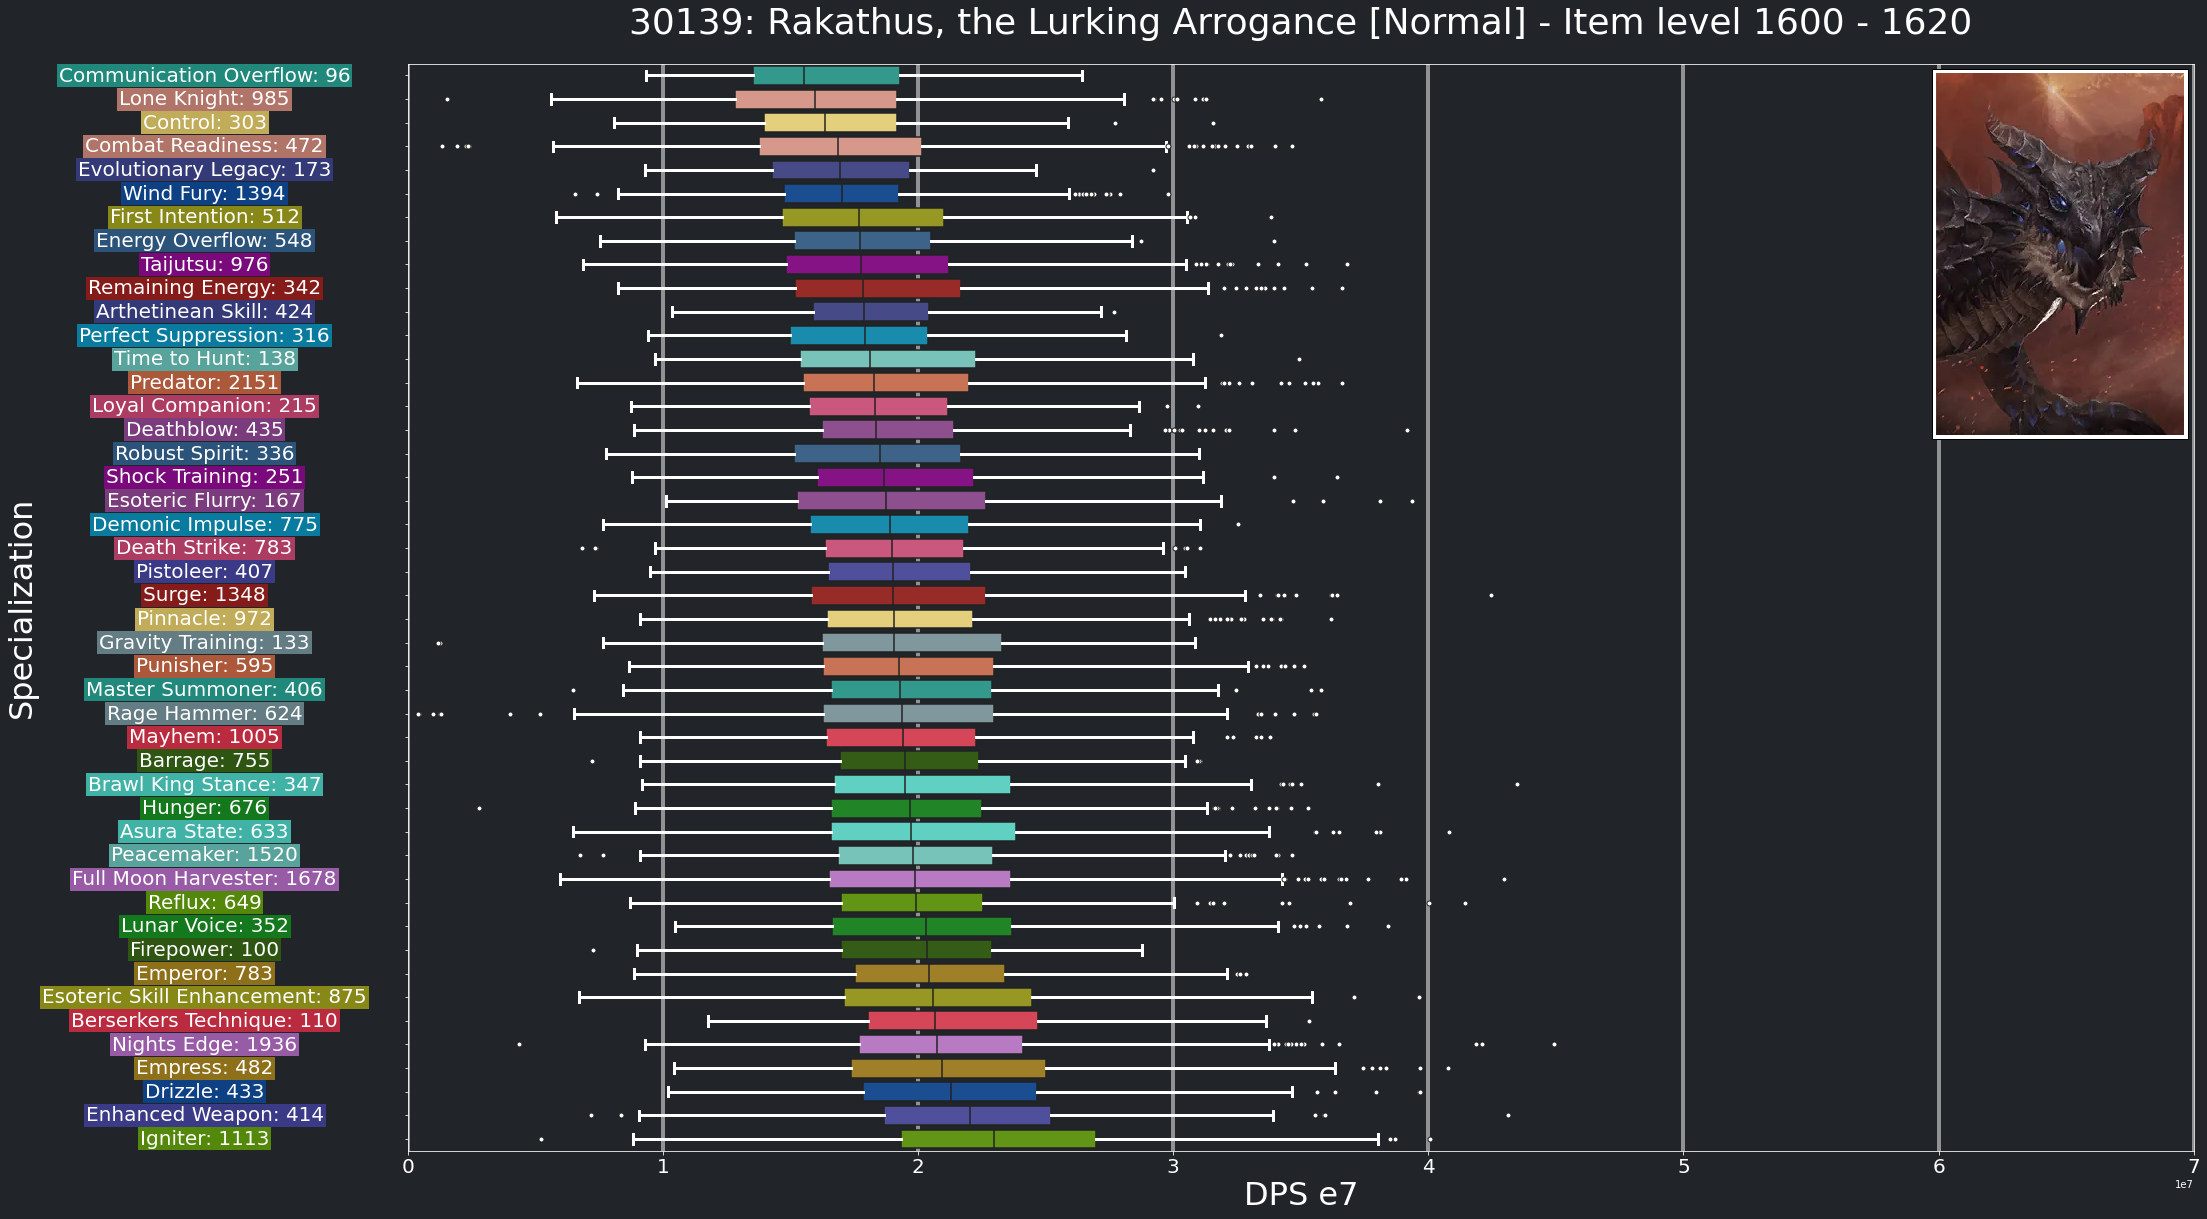 30139: Rakathus, the Lurking Arrogance [Normal] - Item level 1600 - 1620
Specialization
Communication Overflow: 96
Lone Knight: 985
Control: 303
Combat Readiness: 472
Evolutionary Legacy: 173
Wind Fury: 1394
First Intention: 512
Energy Overflow: 548
Taijutsu: 976
Remaining Energy: 342
Arthetinean Skill: 424
Perfect Suppression: 316
Time to Hunt: 138
Predator: 2151
Loyal Companion: 215
Deathblow: 435
Robust Spirit: 336
Shock Training: 251
Esoteric Flurry: 167
Demonic Impulse: 775
Death Strike: 783
Pistoleer: 407
Surge: 1348
Pinnacle: 972
Gravity Training: 133
Punisher: 595
Master Summoner: 406
Rage Hammer: 624
Mayhem: 1005
Barrage: 755
Brawl King Stance: 347
Hunger: 676
Asura State: 633
Peacemaker: 1520
Full Moon Harvester: 1678
Reflux: 649
Lunar Voice: 352
Firepower: 100
Emperor: 783
Esoteric Skill Enhancement: 875
Berserkers Technique: 110
Nights Edge: 1936
Empress: 482
Drizzle: 433
Enhanced Weapon: 414
Igniter: 1113
0 1 2 3 4 5 6 7
1e7
DPS e7